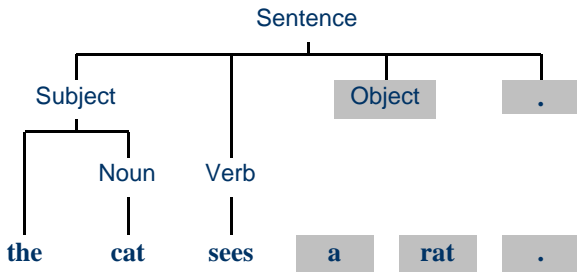 Sentence
Subject Object .
Noun Verb
the cat sees a rat .